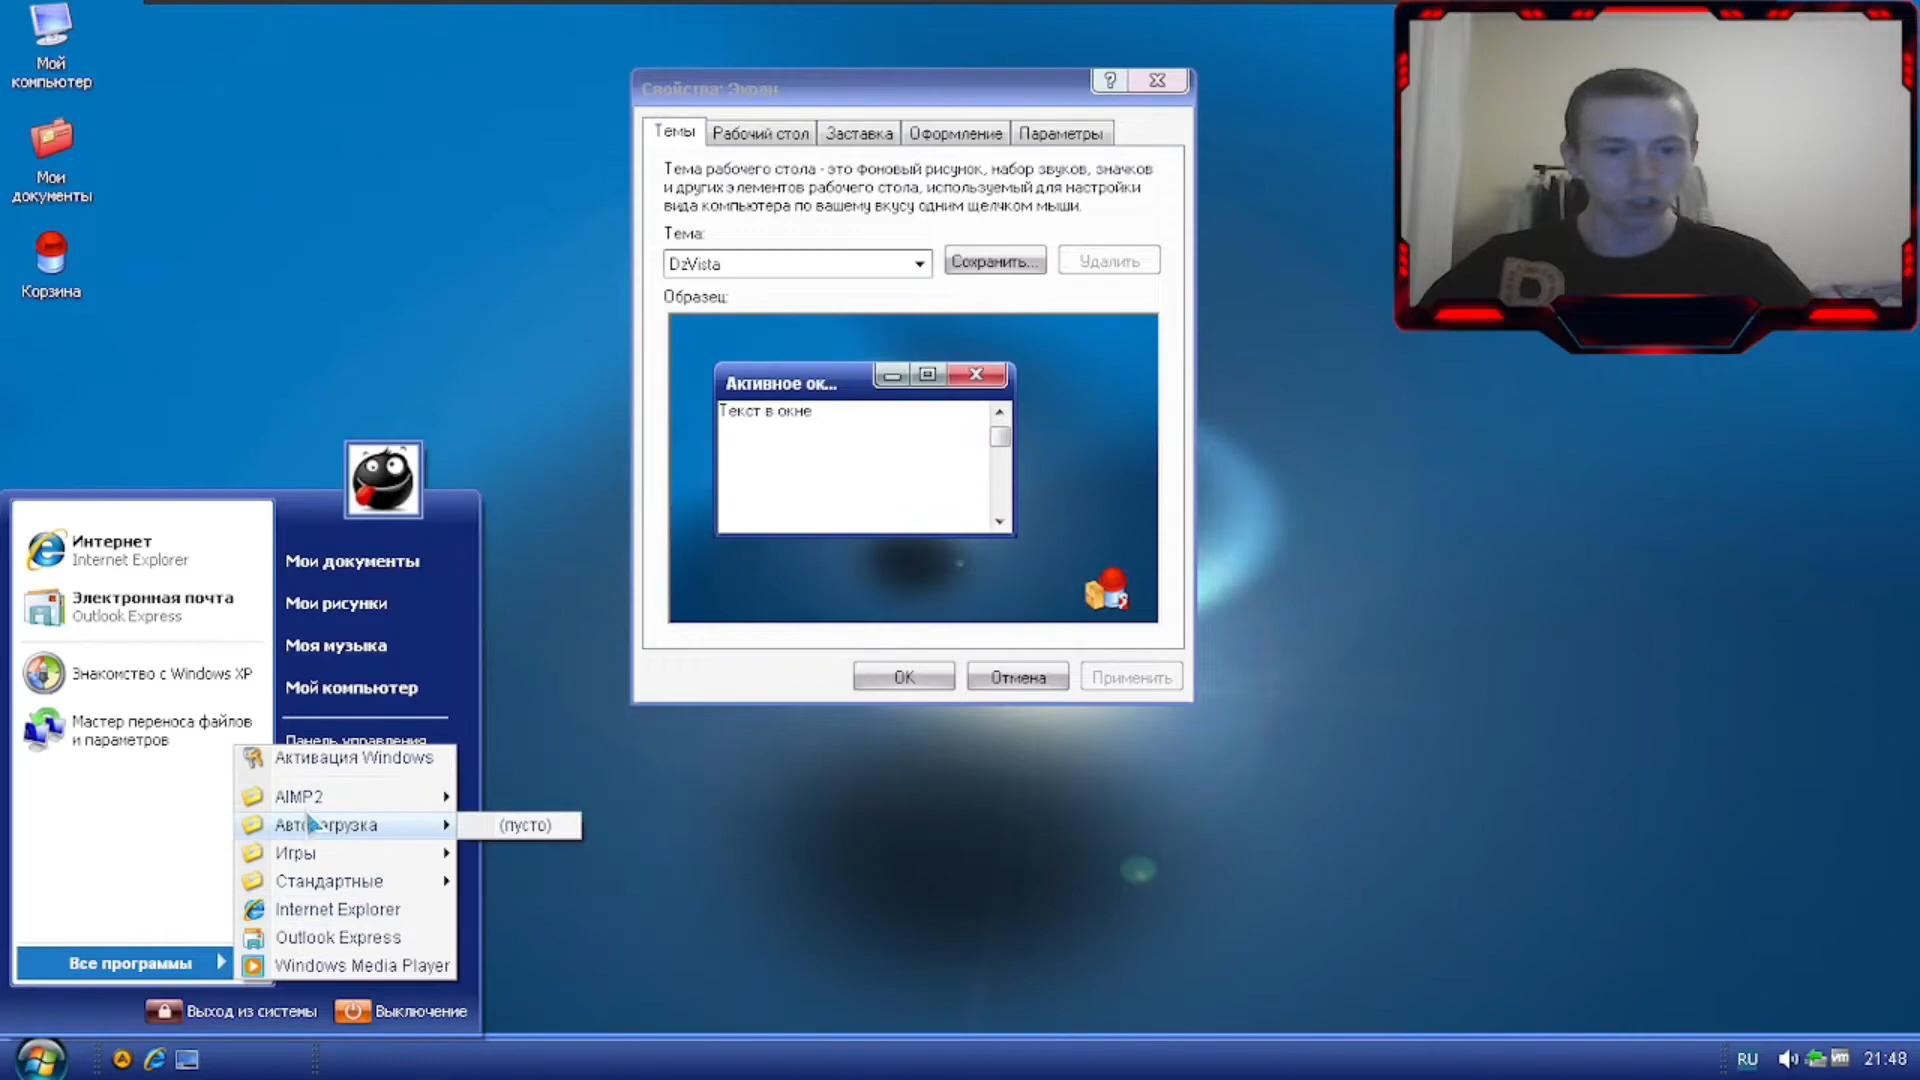 Мой
компьютер
Мои
документы
Корзина
Свойства: Экран
?
Темы
Рабочий стол
Заставка
Оформление
Параметры
Тема рабочего стола - это фоновый рисунок, набор звуков, значков
и других элементов рабочего стола, используемый для настройки
вида компьютера по вашему вкусу одним щелчком мыши.
Тема:
DzVista
Сохранить...
Удалить
Образец:
Активное ок...
Текст в окне
OK
Отмена
Применить
D
Интернет
Internet Explorer
Электронная почта
Outlook Express
Знакомство с Windows XP
Мастер переноса файлов
и параметров
Все программы
Мои документы
Мои рисунки
Моя музыка
Мой компьютер
Панель управления
Активация Windows
AIMP2
Автозагрузка
(пусто)
Игры
Стандартные
Internet Explorer
Outlook Express
Windows Media Player
Выход из системы
Выключение
RU
vm
21:48